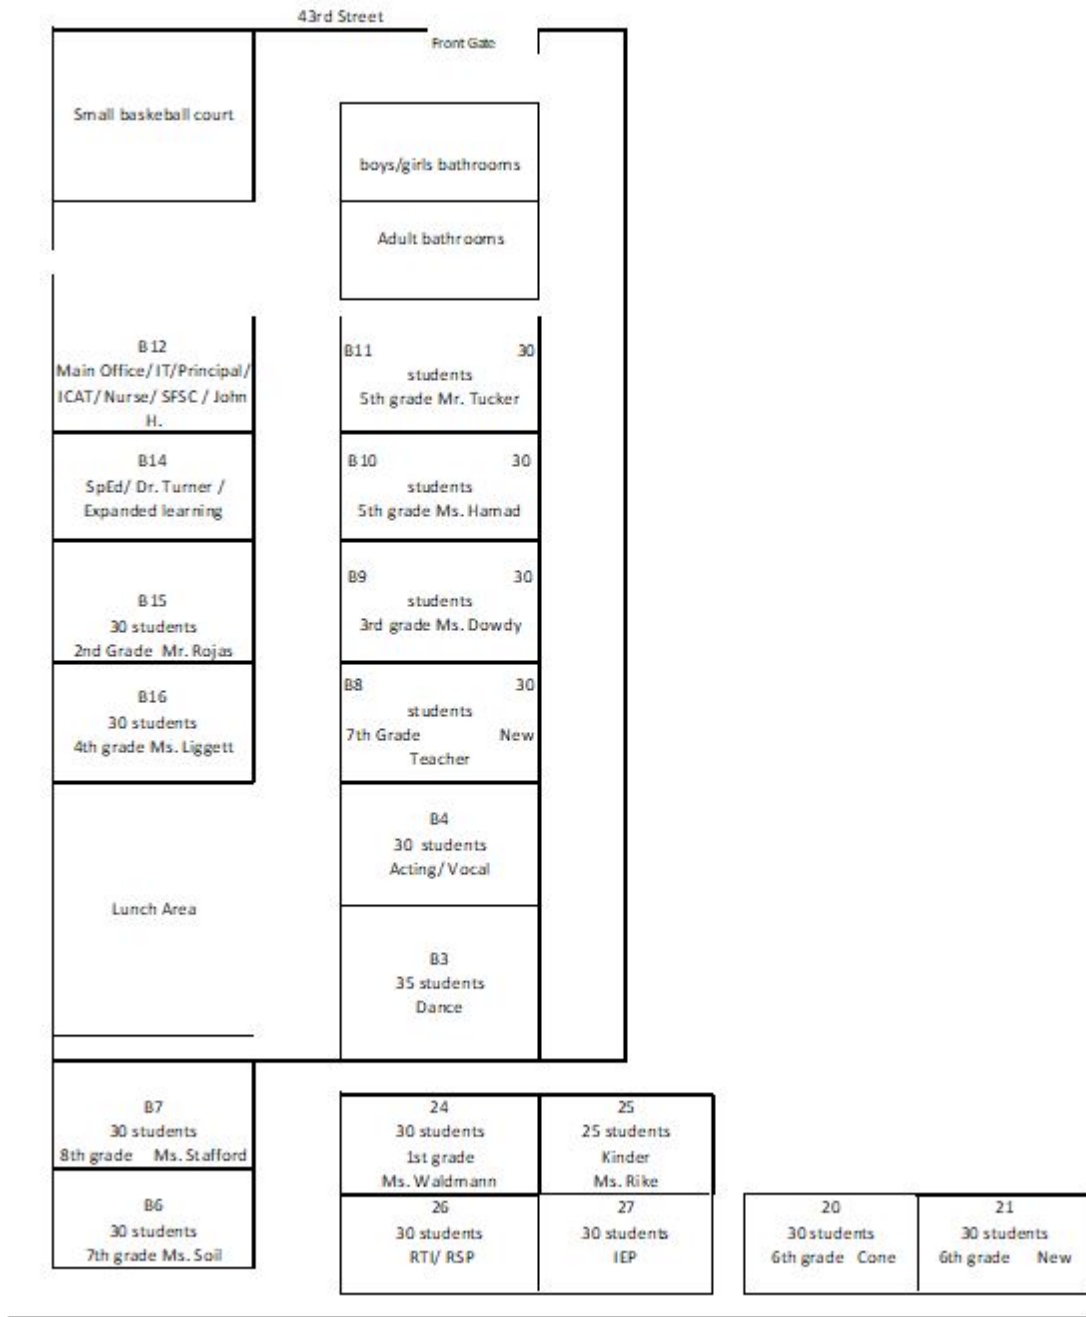 43rd Street
Front Gate
Small baskeball court
boys/girls bathrooms
Adult bathrooms
B12
Main Office/ IT/Principal/
ICAT/ Nurse/ SFSC / John
H.
B11 30
students
5th grade Mr. Tucker
B14
SpEd/ Dr. Turner /
Expanded learning
B10 30
students
5th grade Ms. Hamad
B15
30 students
2nd Grade Mr. Rojas
B9 30
students
3rd grade Ms. Dowdy
B16
30 students
4th grade Ms. Liggett
B8 30
students
7th Grade New
Teacher
B4
30 students
Acting/ Vocal
Lunch Area
B3
35 students
Dance
B7
30 students
8th grade Ms. Stafford
24
30 students
1st grade
Ms. Waldmann
25
25 students
Kinder
Ms. Rike
B6
30 students
7th grade Ms. Soil
26
30 students
RTI/ RSP
27
30 students
IEP
20
30 students
6th grade Cone
21
30 students
6th grade New